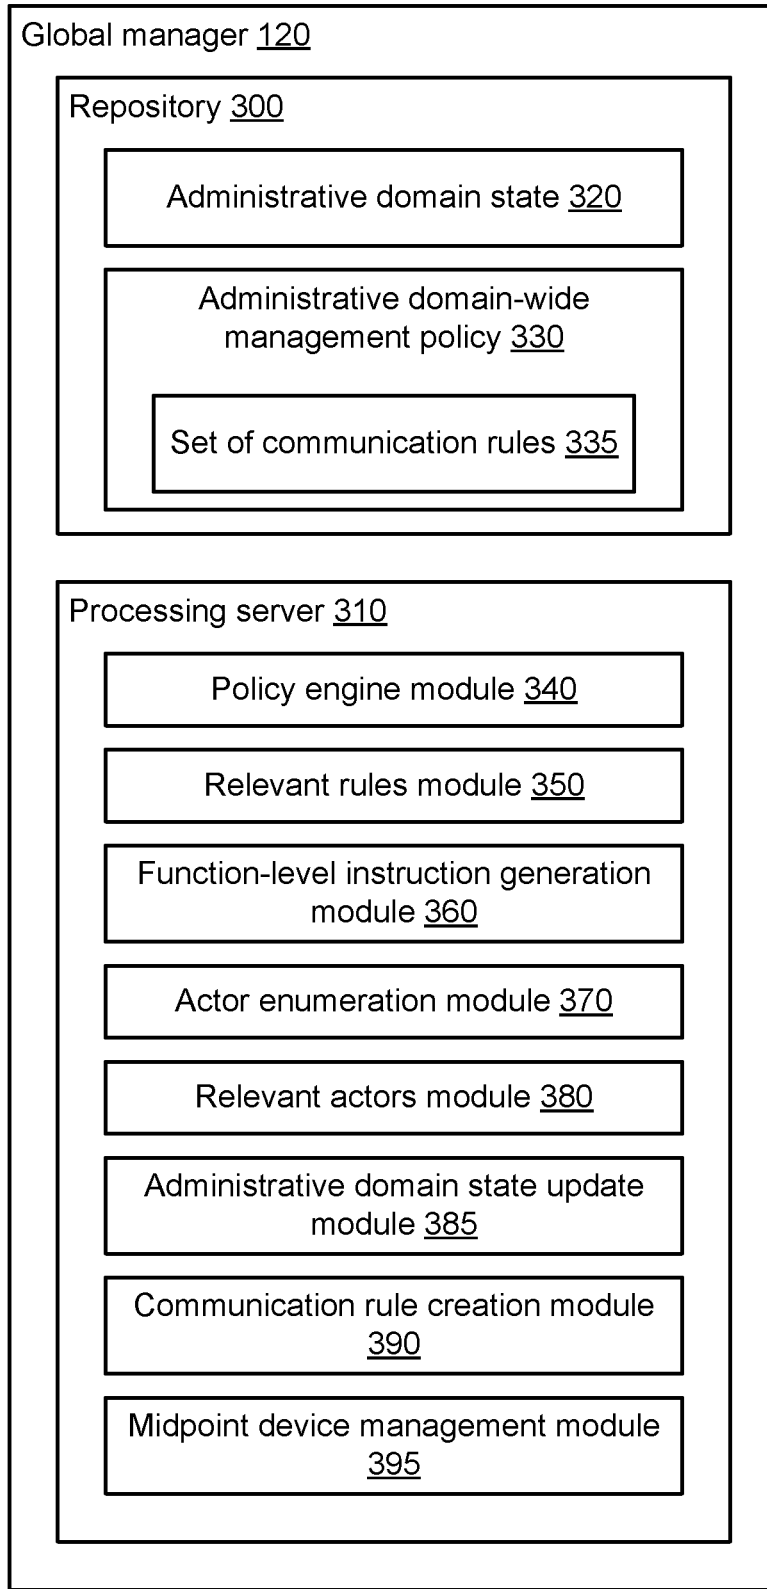 Global manager 120
Repository 300
Administrative domain state 320
Administrative domain-wide
management policy 330
Set of communication rules 335
Processing server 310
Policy engine module 340
Relevant rules module 350
Function-level instruction generation
module 360
Actor enumeration module 370
Relevant actors module 380
Administrative domain state update
module 385
Communication rule creation module
390
Midpoint device management module
395